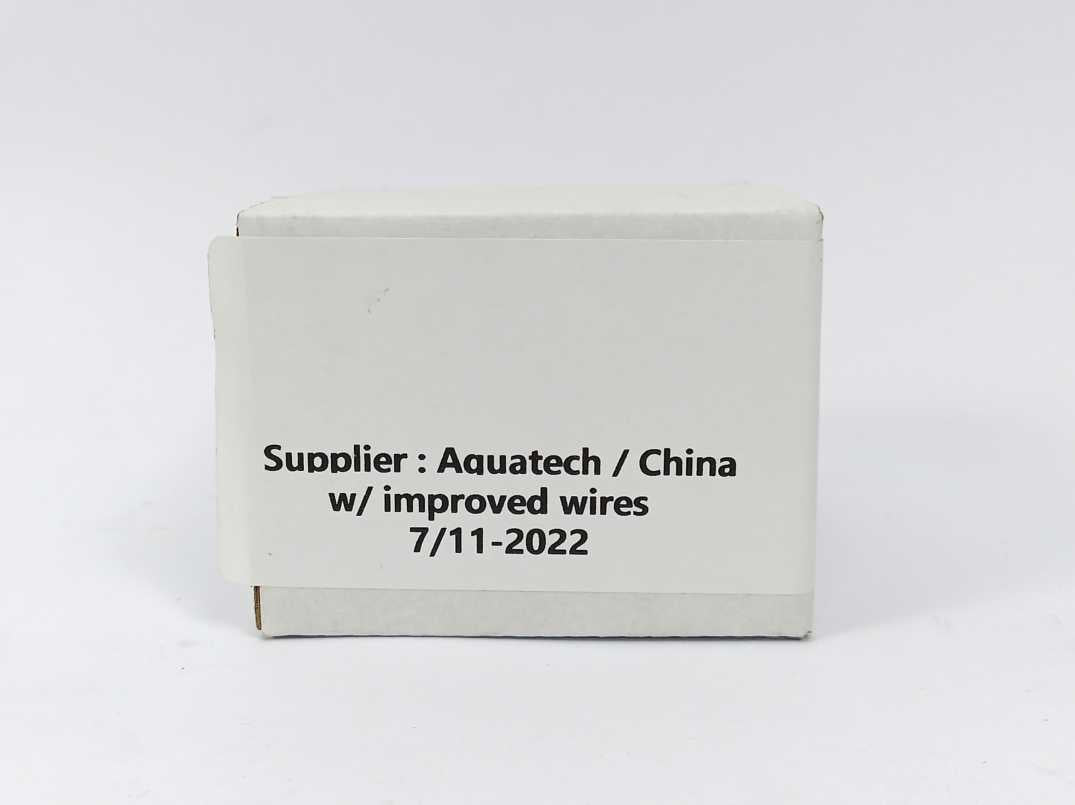 Supplier : Aquatech / China
w/ improved wires
7/11-2022